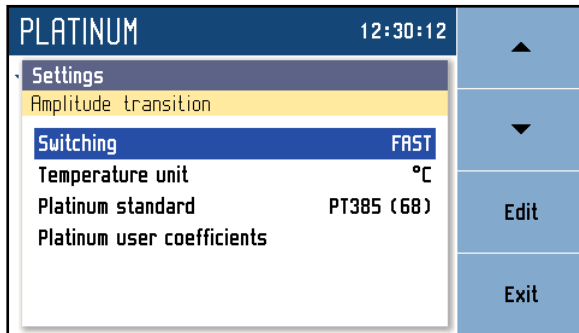 PLATINUM 12:30:12
Settings
Amplitude transition
Switching FAST
Temperature unit °C
Platinum standard PT385 (68)
Platinum user coefficients
Edit
Exit